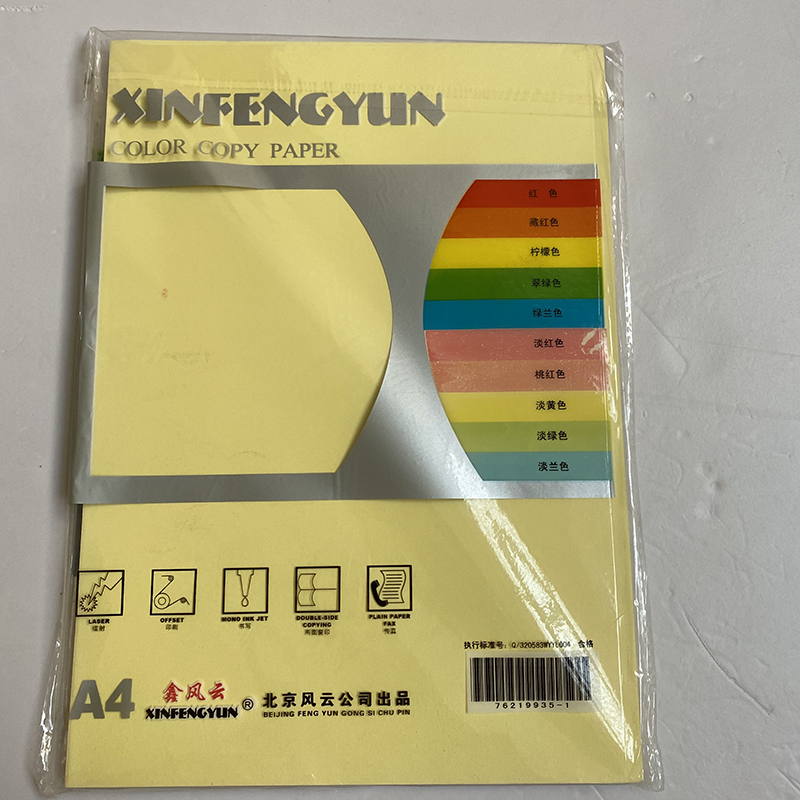 XINFENGYUN
COLOR COPY PAPER
红 色
藏红色
柠檬色
翠绿色
绿兰色
淡红色
桃红色
淡黄色
淡绿色
淡兰色
LASER
镭射
OFFSET
印刷
MONO INK JET
书写
DOUBLE-SIDE
COPYING
两面复印
PLAIN PAPER
FAX
传真
执行标准号: 合格
76219935-1
A4
鑫风云
XINFENGYUN ®
北京风云公司出品
BEIJING FENG YUN GONG SI CHU PIN